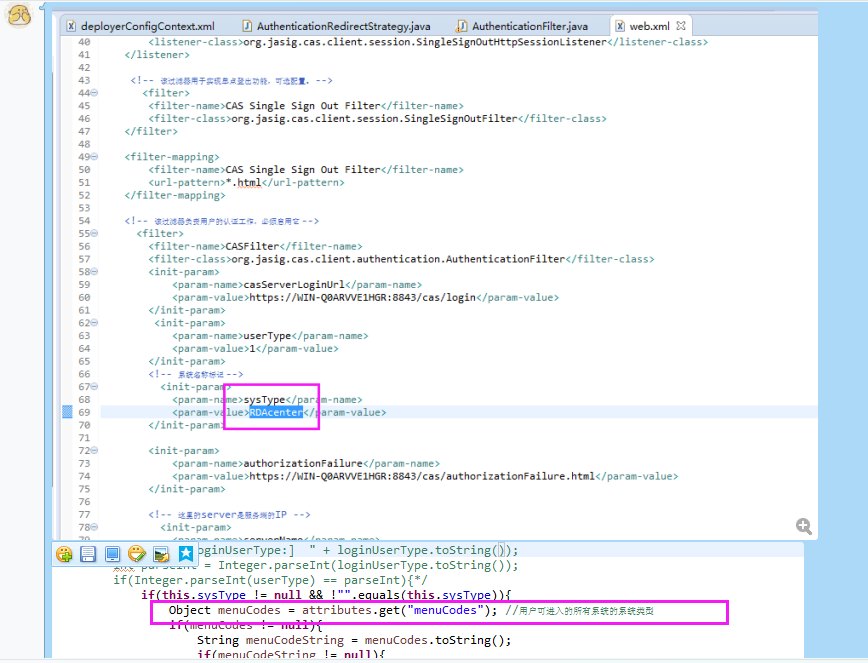 deployerConfigContext.xml AuthenticationRedirectStrategy.java AuthenticationFilter.java web.xml
40 <listener-class>org.jasig.cas.client.session.SingleSignOutHttpSessionListener</listener-class>
41 </listener>
42
43 <!-- 该过滤器用于实现单点登出功能，可选配置。 -->
44 <filter>
45 <filter-name>CAS Single Sign Out Filter</filter-name>
46 <filter-class>org.jasig.cas.client.session.SingleSignOutFilter</filter-class>
47 </filter>
48
49 <filter-mapping>
50 <filter-name>CAS Single Sign Out Filter</filter-name>
51 <url-pattern>*.html</url-pattern>
52 </filter-mapping>
53
54 <!-- 该过滤器负责用户的认证工作，必须启用它 -->
55 <filter>
56 <filter-name>CASFilter</filter-name>
57 <filter-class>org.jasig.cas.client.authentication.AuthenticationFilter</filter-class>
58 <init-param>
59 <param-name>casServerLoginUrl</param-name>
60 <param-value>https://WIN-Q0ARVVE1HGR:8843/cas/login</param-value>
61 </init-param>
62 <init-param>
63 <param-name>userType</param-name>
64 <param-value>1</param-value>
65 </init-param>
66 <!-- 系统名称标识 -->
67 <init-param>
68 <param-name>sysType</param-name>
69 <param-value>RDAcenter</param-value>
70 </init-param>
71
72 <init-param>
73 <param-name>authorizationFailure</param-name>
74 <param-value>https://WIN-Q0ARVVE1HGR:8843/cas/authorizationFailure.html</param-value>
75 </init-param>
76
77 <!-- 这里的server是服务端的IP -->
78 <init-param>
oginUserType:] " + loginUserType.toString());
int parseInt = Integer.parseInt(loginUserType.toString());
if(Integer.parseInt(userType) == parseInt){*/
if(this.sysType != null && !"".equals(this.sysType)){
Object menuCodes = attributes.get("menuCodes"); //用户可进入的所有系统的系统类型
if(menuCodes != null){
String menuCodeString = menuCodes.toString();
if(menuCodeString != null){